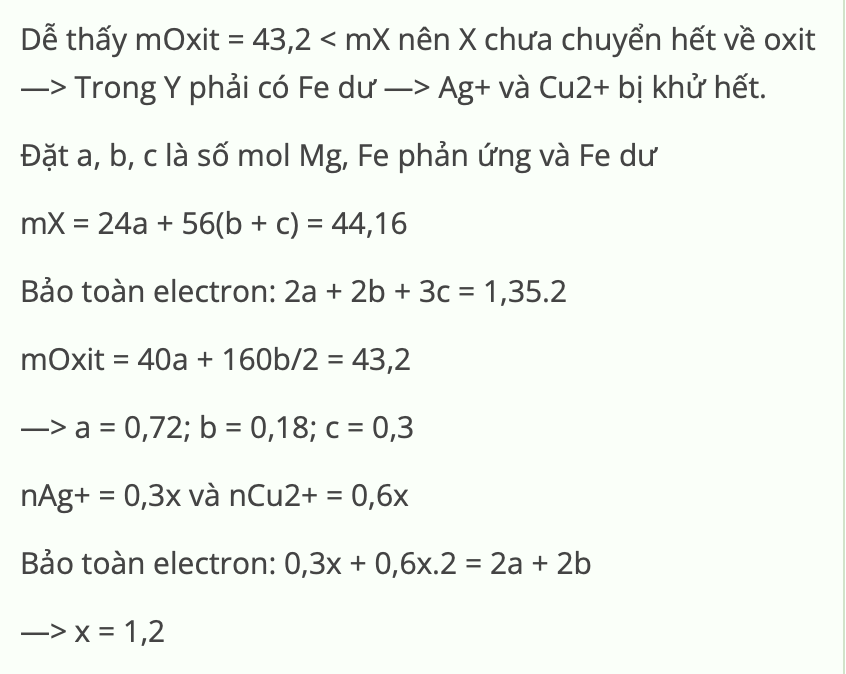 Dễ thấy mOxit = 43,2 < mX nên X chưa chuyển hết về oxit
—> Trong Y phải có Fe dư —> Ag+ và Cu2+ bị khử hết.
Đặt a, b, c là số mol Mg, Fe phản ứng và Fe dư
mX = 24a + 56(b + c) = 44,16
Bảo toàn electron: 2a + 2b + 3c = 1,35.2
mOxit = 40a + 160b/2 = 43,2
—> a = 0,72; b = 0,18; c = 0,3
nAg+ = 0,3x và nCu2+ = 0,6x
Bảo toàn electron: 0,3x + 0,6x.2 = 2a + 2b
—> x = 1,2